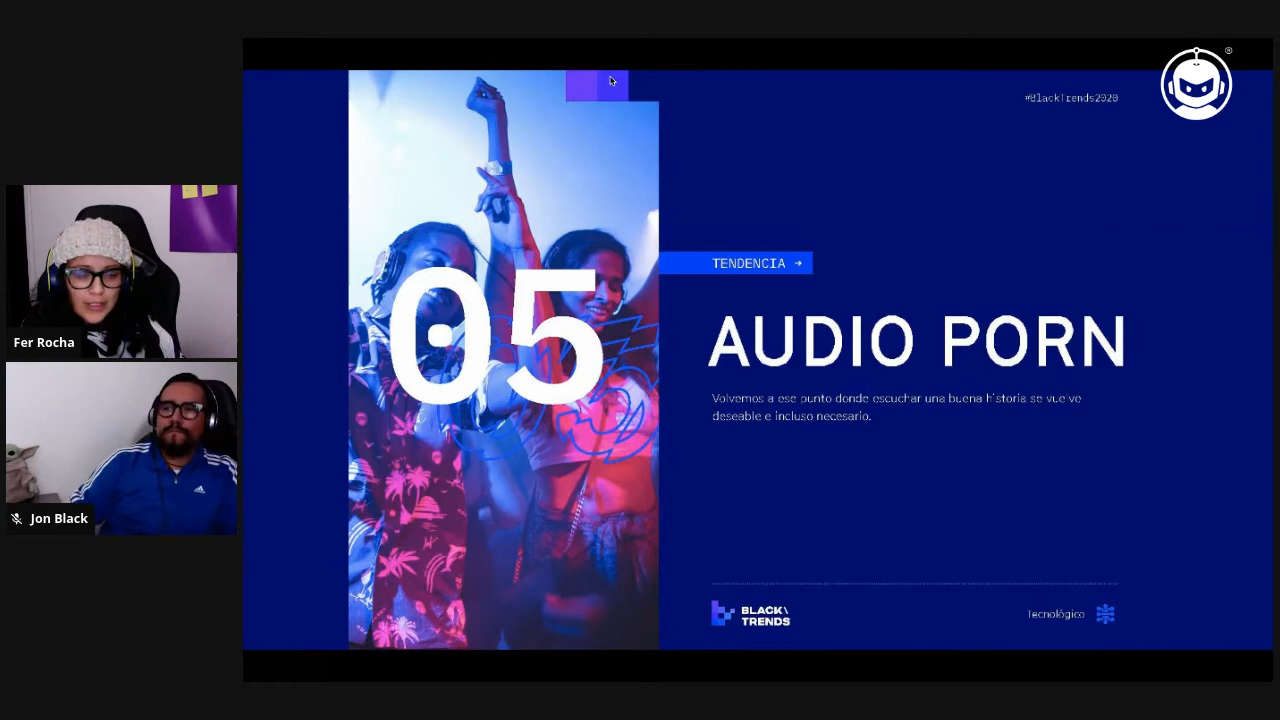 #BlackTrends2020
®
05
TENDENCIA →
AUDIO PORN
Volvemos a ese punto donde escuchar una buena historia se vuelve
deseable e incluso necesario.
BLACK\
TRENDS
Tecnológico
Fer Rocha
Jon Black